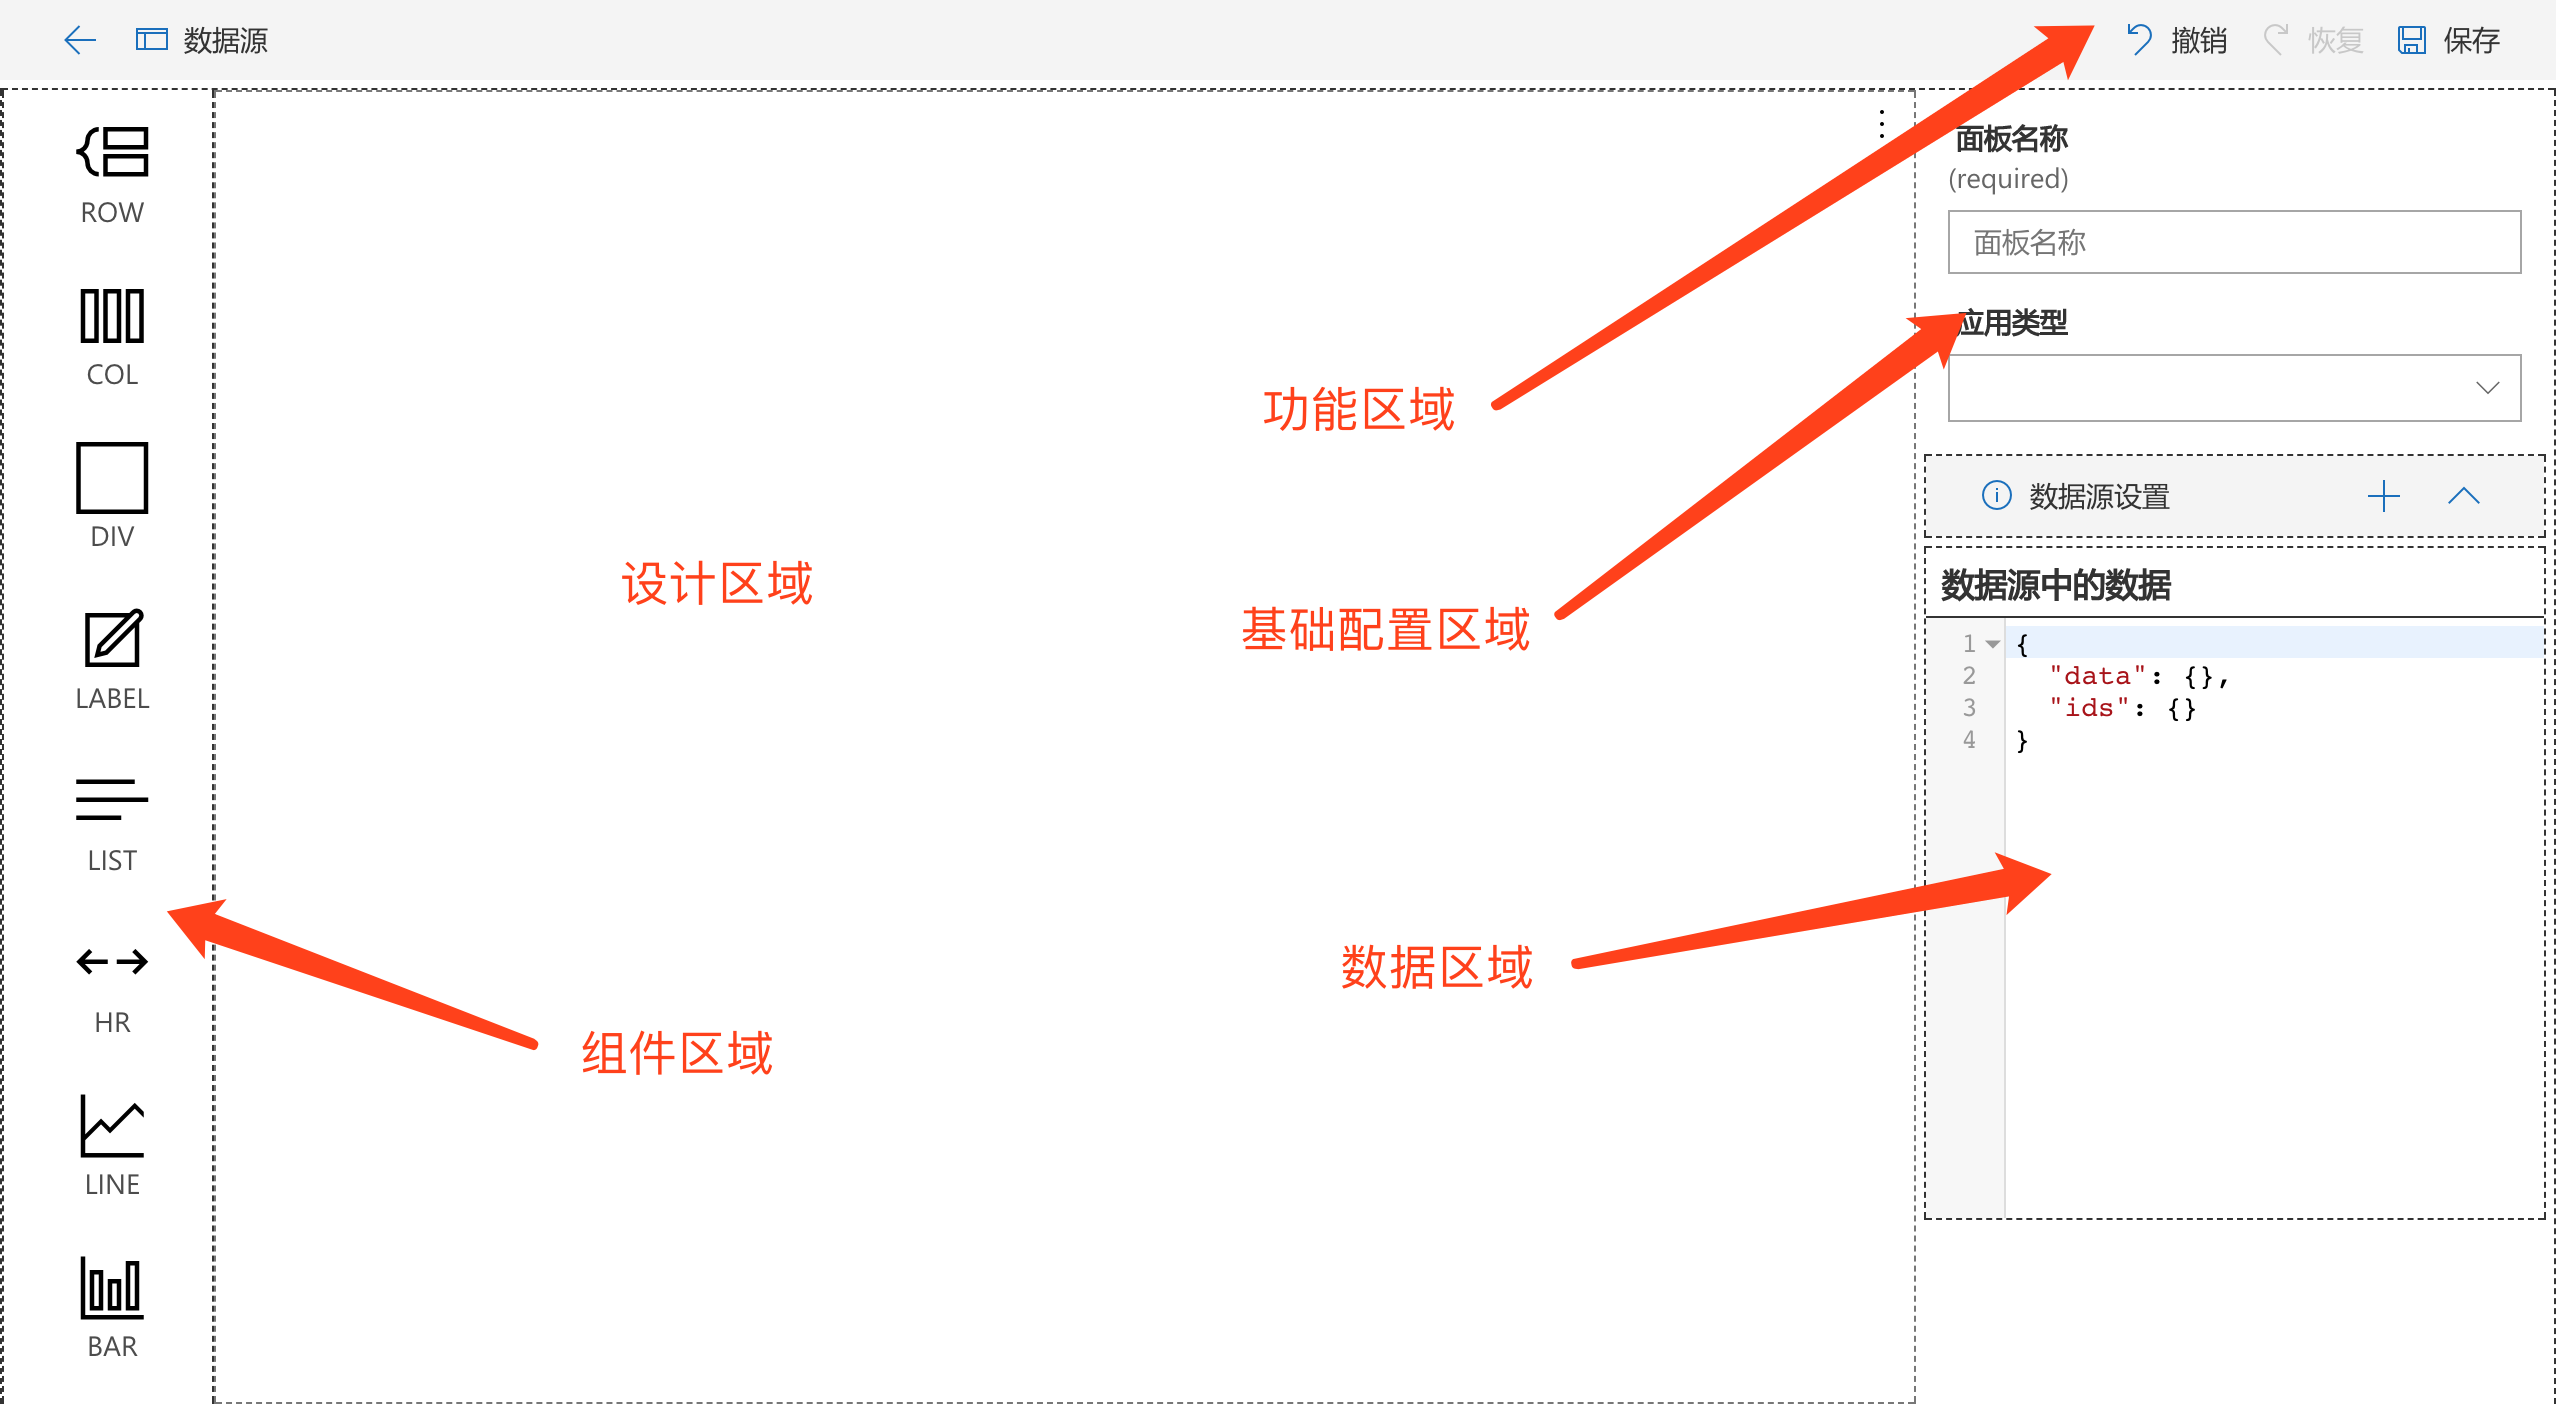 数据源
撤销
恢复
保存
ROW
COL
DIV
LABEL
LIST
HR
LINE
BAR
功能区域
设计区域
基础配置区域
数据区域
组件区域
面板名称
(required)
面板名称
应用类型
数据源设置
数据源中的数据
1 {
2 "data": {},
3 "ids": {}
4 }